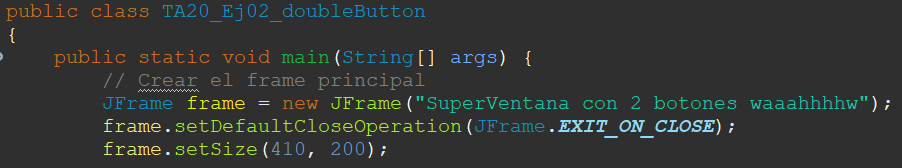 public class TA20_Ej02_doubleButton
{
    public static void main(String[] args) {
        // Crear el frame principal
        JFrame frame = new JFrame("SuperVentana con 2 botones waaahhhhw");
        frame.setDefaultCloseOperation(JFrame.EXIT_ON_CLOSE);
        frame.setSize(410, 200);